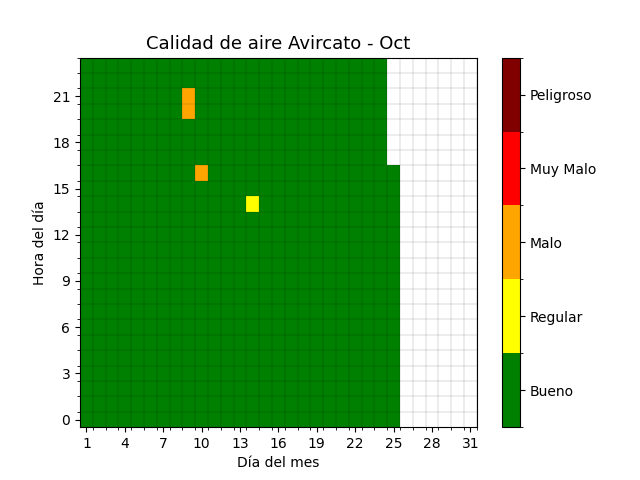 Calidad de aire Avircato - Oct
Hora del día
21
18
15
12
9
6
3
0
1 4 7 10 13 16 19 22 25 28 31
Día del mes
Peligroso
Muy Malo
Malo
Regular
Bueno